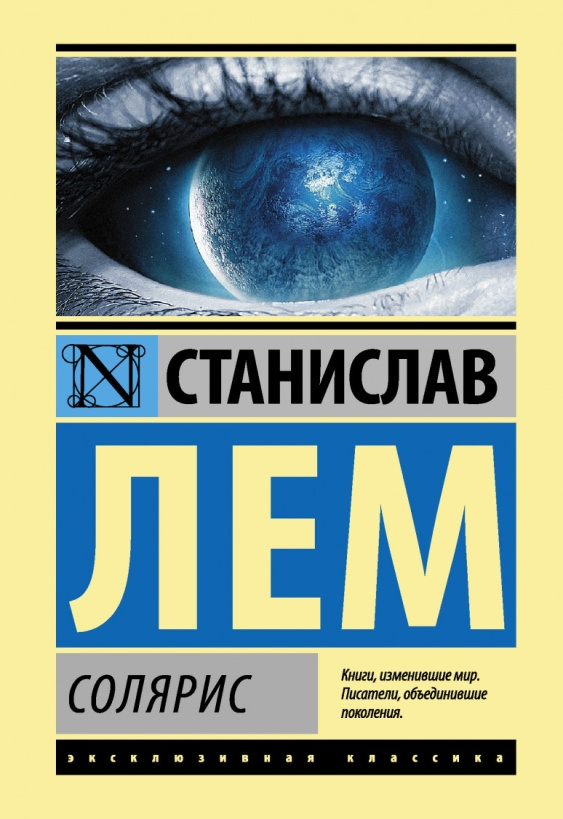 N
СТАНИСЛАВ
ЛЕМ
СОЛЯРИС
Книги, изменившие мир.
Писатели, объединившие
поколения.
эксклюзивная классика